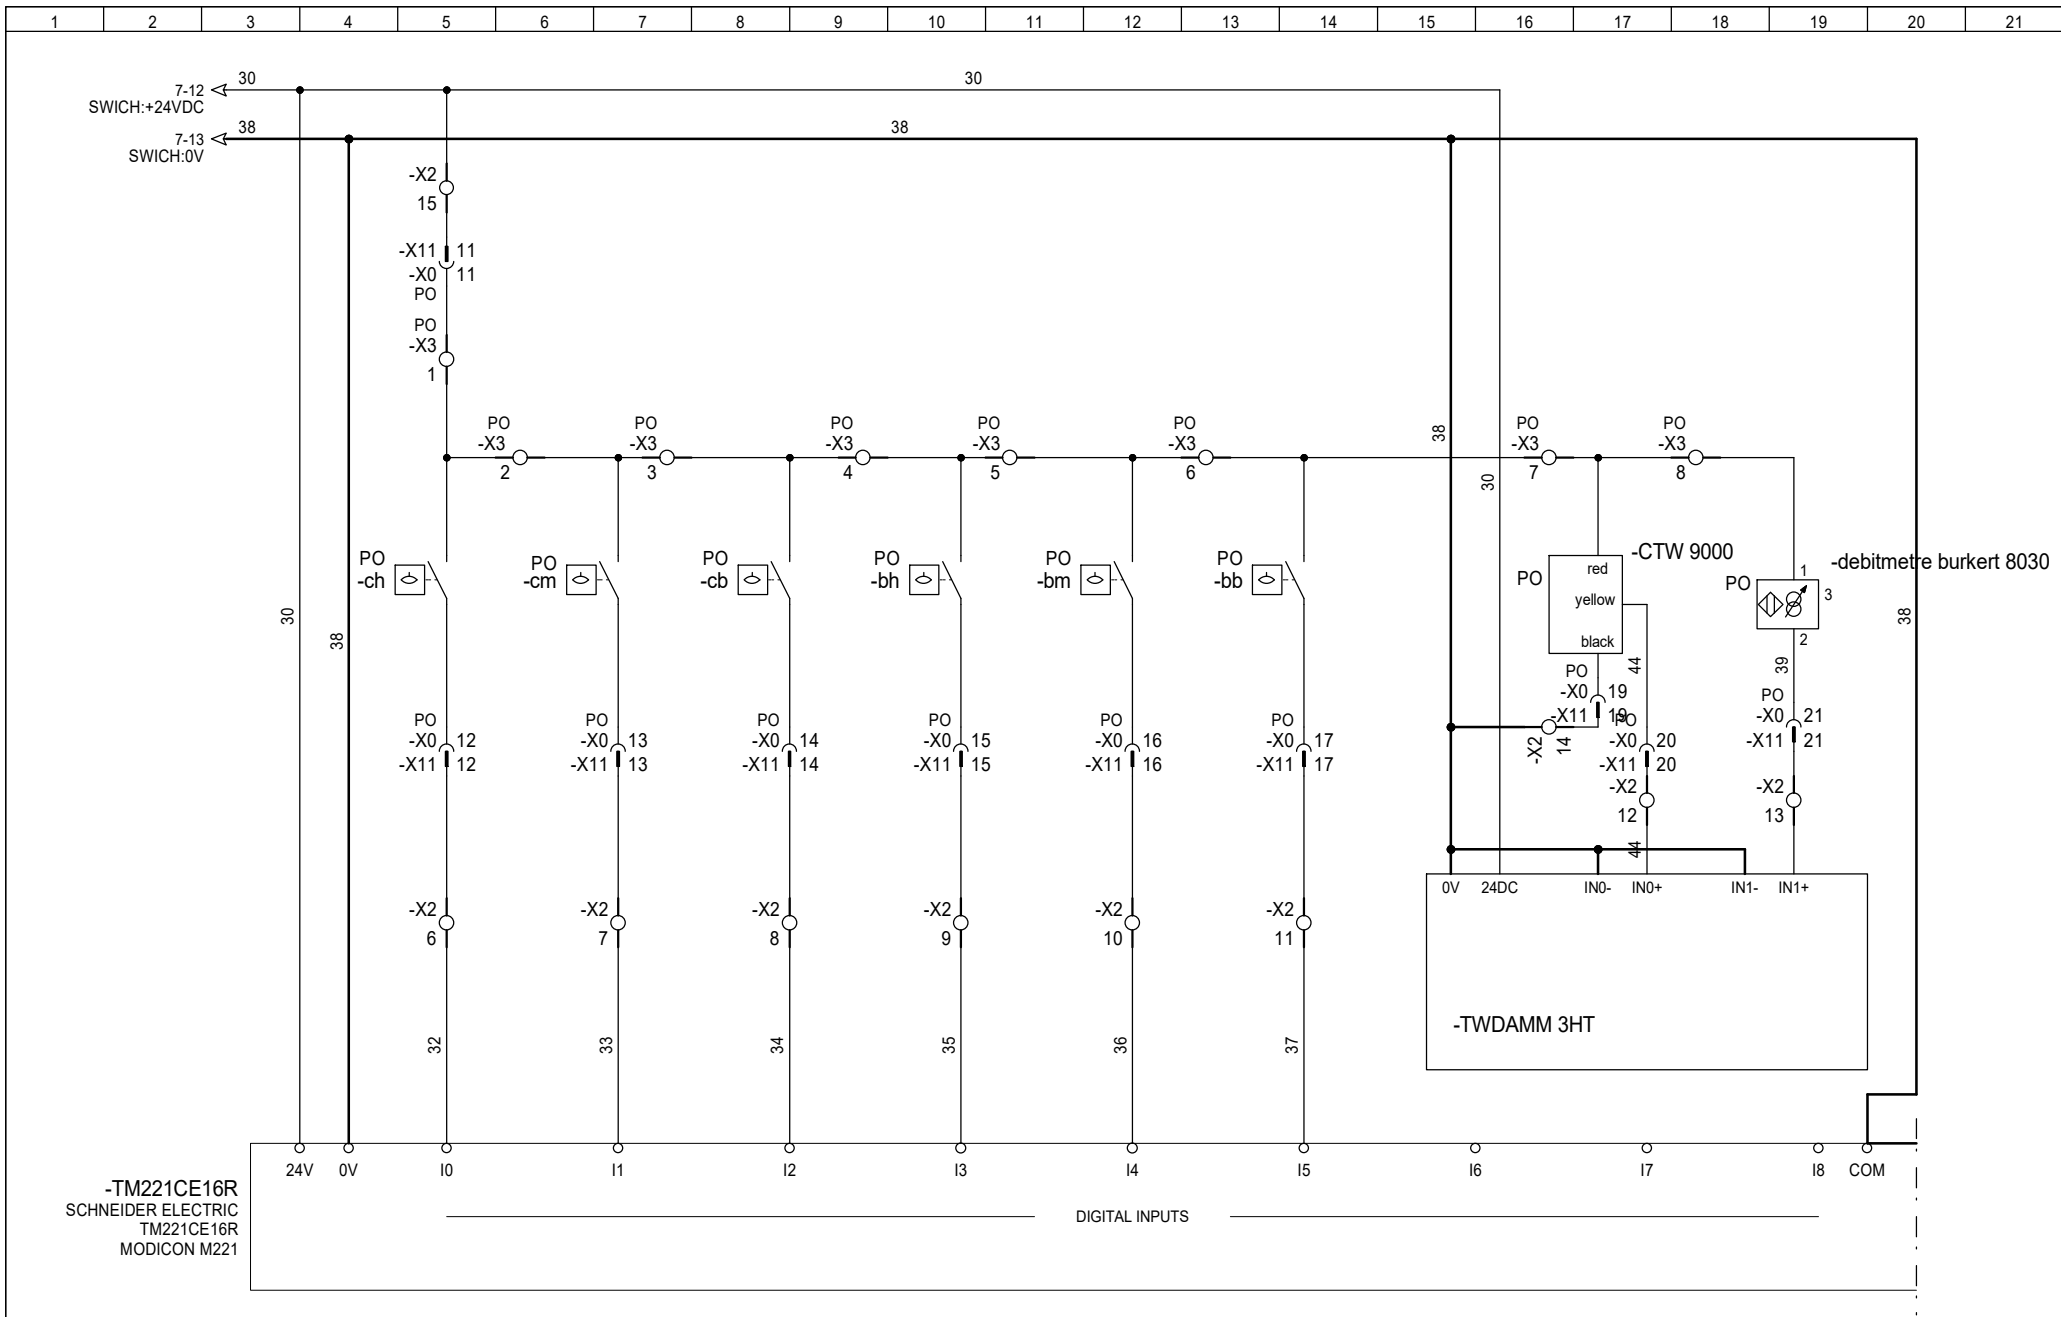 1 2 3 4 5 6 7 8 9 10 11 12 13 14 15 16 17 18 19 20 21
30 30
7-12
SWICH:+24VDC
38 38
7-13
SWICH:0V
-X2
15
-X11 11
-X0 11
PO
PO
-X3
1
PO PO PO PO PO PO PO
-X3 -X3 -X3 -X3 -X3 -X3 -X3
2 3 4 5 6 7 8
38
30
PO PO PO PO PO PO
-ch -cm -cb -bh -bm -bb
-CTW 9000
PO
red
yellow
black
-debitmetre burkert 8030
PO
1
3
2
30
38
38
44
39
PO
-X0 19
-X11 19
-X2
14
PO PO PO PO PO PO
-X0 12 -X0 13 -X0 14 -X0 15 -X0 16 -X0 17
-X11 12 -X11 13 -X11 14 -X11 15 -X11 16 -X11 17
PO
-X0 20
-X11 20
-X2
12
44
PO
-X0 21
-X11 21
-X2
13
0V 24DC IN0- IN0+ IN1- IN1+
-X2 -X2 -X2 -X2 -X2 -X2
6 7 8 9 10 11
-TWDAMM 3HT
32 33 34 35 36 37
24V 0V I0 I1 I2 I3 I4 I5 I6 I7 I8 COM
-TM221CE16R
SCHNEIDER ELECTRIC
TM221CE16R
MODICON M221
DIGITAL INPUTS